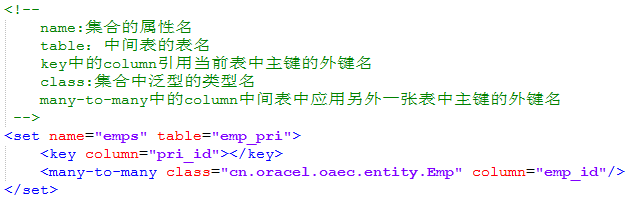 <!--
name:集合的属性名
table: 中间表的表名
key中的column引用当前表中主键的外键名
class:集合中泛型的类型名
many-to-many中的column中间表中应用另外一张表中主键的外键名
-->
<set name="emps" table="emp_pri">
<key column="pri_id"></key>
<many-to-many class="cn.oracel.oaec.entity.Emp" column="emp_id"/>
</set>